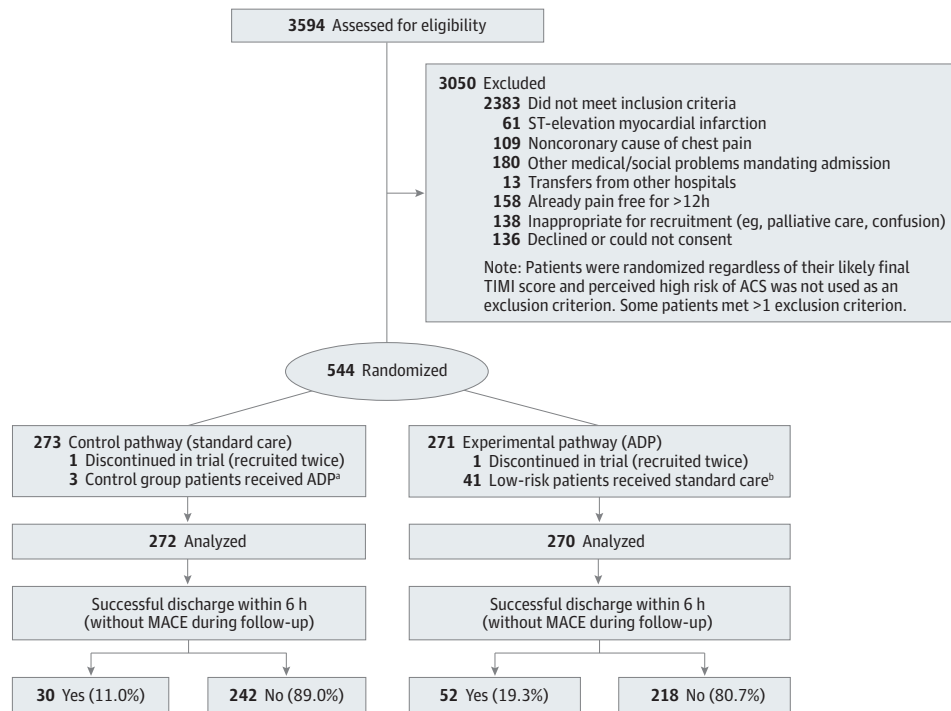 3594 Assessed for eligibility
3050 Excluded
2383 Did not meet inclusion criteria
61 ST-elevation myocardial infarction
109 Noncoronary cause of chest pain
180 Other medical/social problems mandating admission
13 Transfers from other hospitals
158 Already pain free for >12h
138 Inappropriate for recruitment (eg, palliative care, confusion)
136 Declined or could not consent
Note: Patients were randomized regardless of their likely final
TIMI score and perceived high risk of ACS was not used as an
exclusion criterion. Some patients met >1 exclusion criterion.
544 Randomized
273 Control pathway (standard care)
1 Discontinued in trial (recruited twice)
3 Control group patients received ADPᵃ
271 Experimental pathway (ADP)
1 Discontinued in trial (recruited twice)
41 Low-risk patients received standard careᵇ
272 Analyzed
270 Analyzed
Successful discharge within 6 h
(without MACE during follow-up)
Successful discharge within 6 h
(without MACE during follow-up)
30 Yes (11.0%)
242 No (89.0%)
52 Yes (19.3%)
218 No (80.7%)